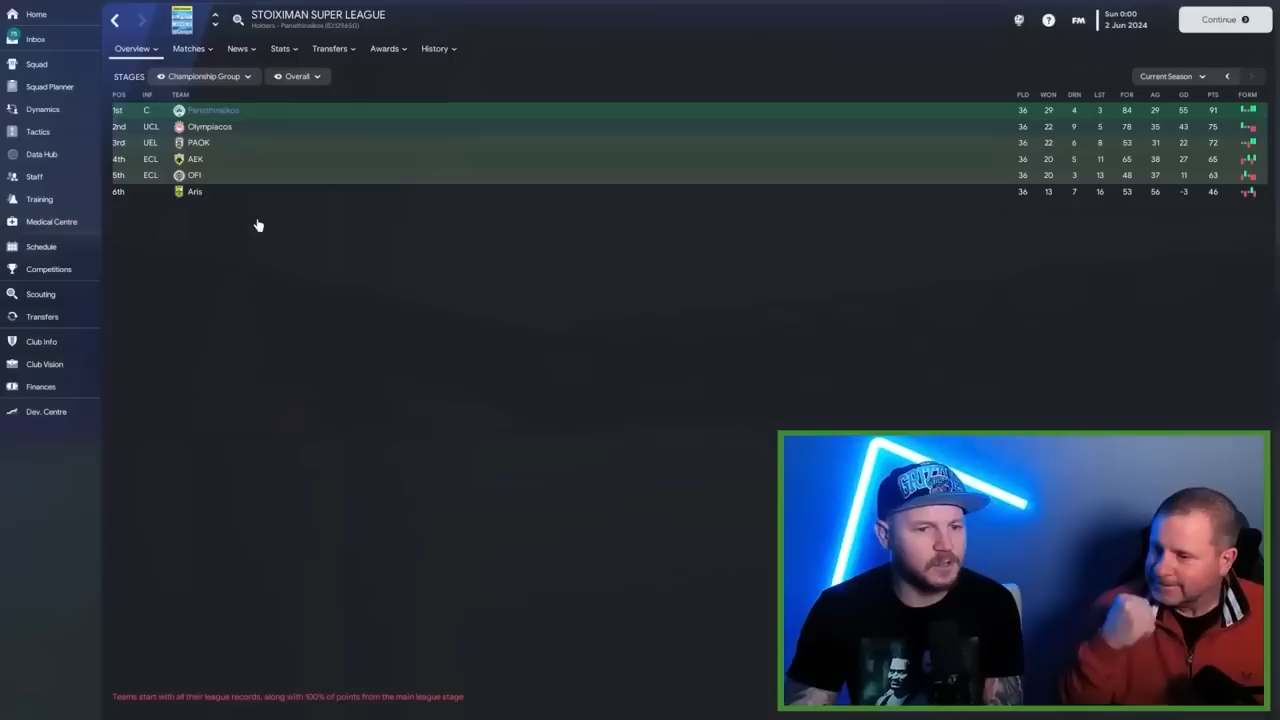 Home
75
Inbox
Squad
Squad Planner
Dynamics
Tactics
Data Hub
Staff
Training
Medical Centre
Schedule
Competitions
Scouting
Transfers
Club Info
Club Vision
Finances
Dev. Centre
STOIXIMAN SUPER LEAGUE
Holders - Panathinaikos (ID:129650)
FM
Sun 0:00
2 Jun 2024
Continue
Overview Matches News Stats Transfers Awards History
STAGES Championship Group Overall Current Season
POS INF TEAM PLD WON DRN LST FOR AG GD PTS FORM
1st C Panathinaikos 36 29 4 3 84 29 55 91
2nd UCL Olympiacos 36 22 9 5 78 35 43 75
3rd UEL PAOK 36 22 6 8 53 31 22 72
4th ECL AEK 36 20 5 11 65 38 27 65
5th ECL OFI 36 20 3 13 48 37 11 63
6th Aris 36 13 7 16 53 56 -3 46
Teams start with all their league records, along with 100% of points from the main league stage